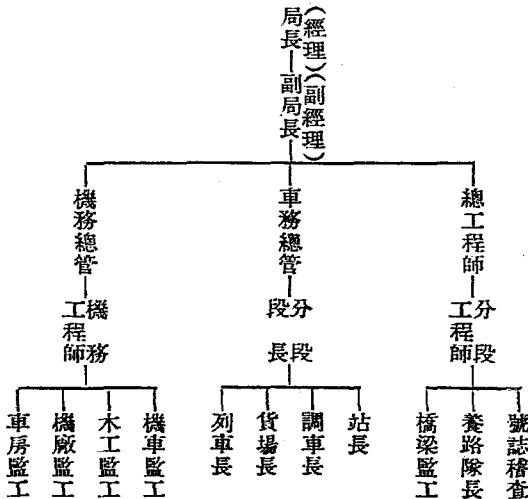 (經理)(副經理)
局長—副局長
總工程師
分段
工程師
號誌稽查
養路隊長
橋梁監工
車務總管
分段
段長
站長
調車長
貨場長
列車長
機務總管
機務
工程師
機車監工
木工監工
機廠監工
車房監工